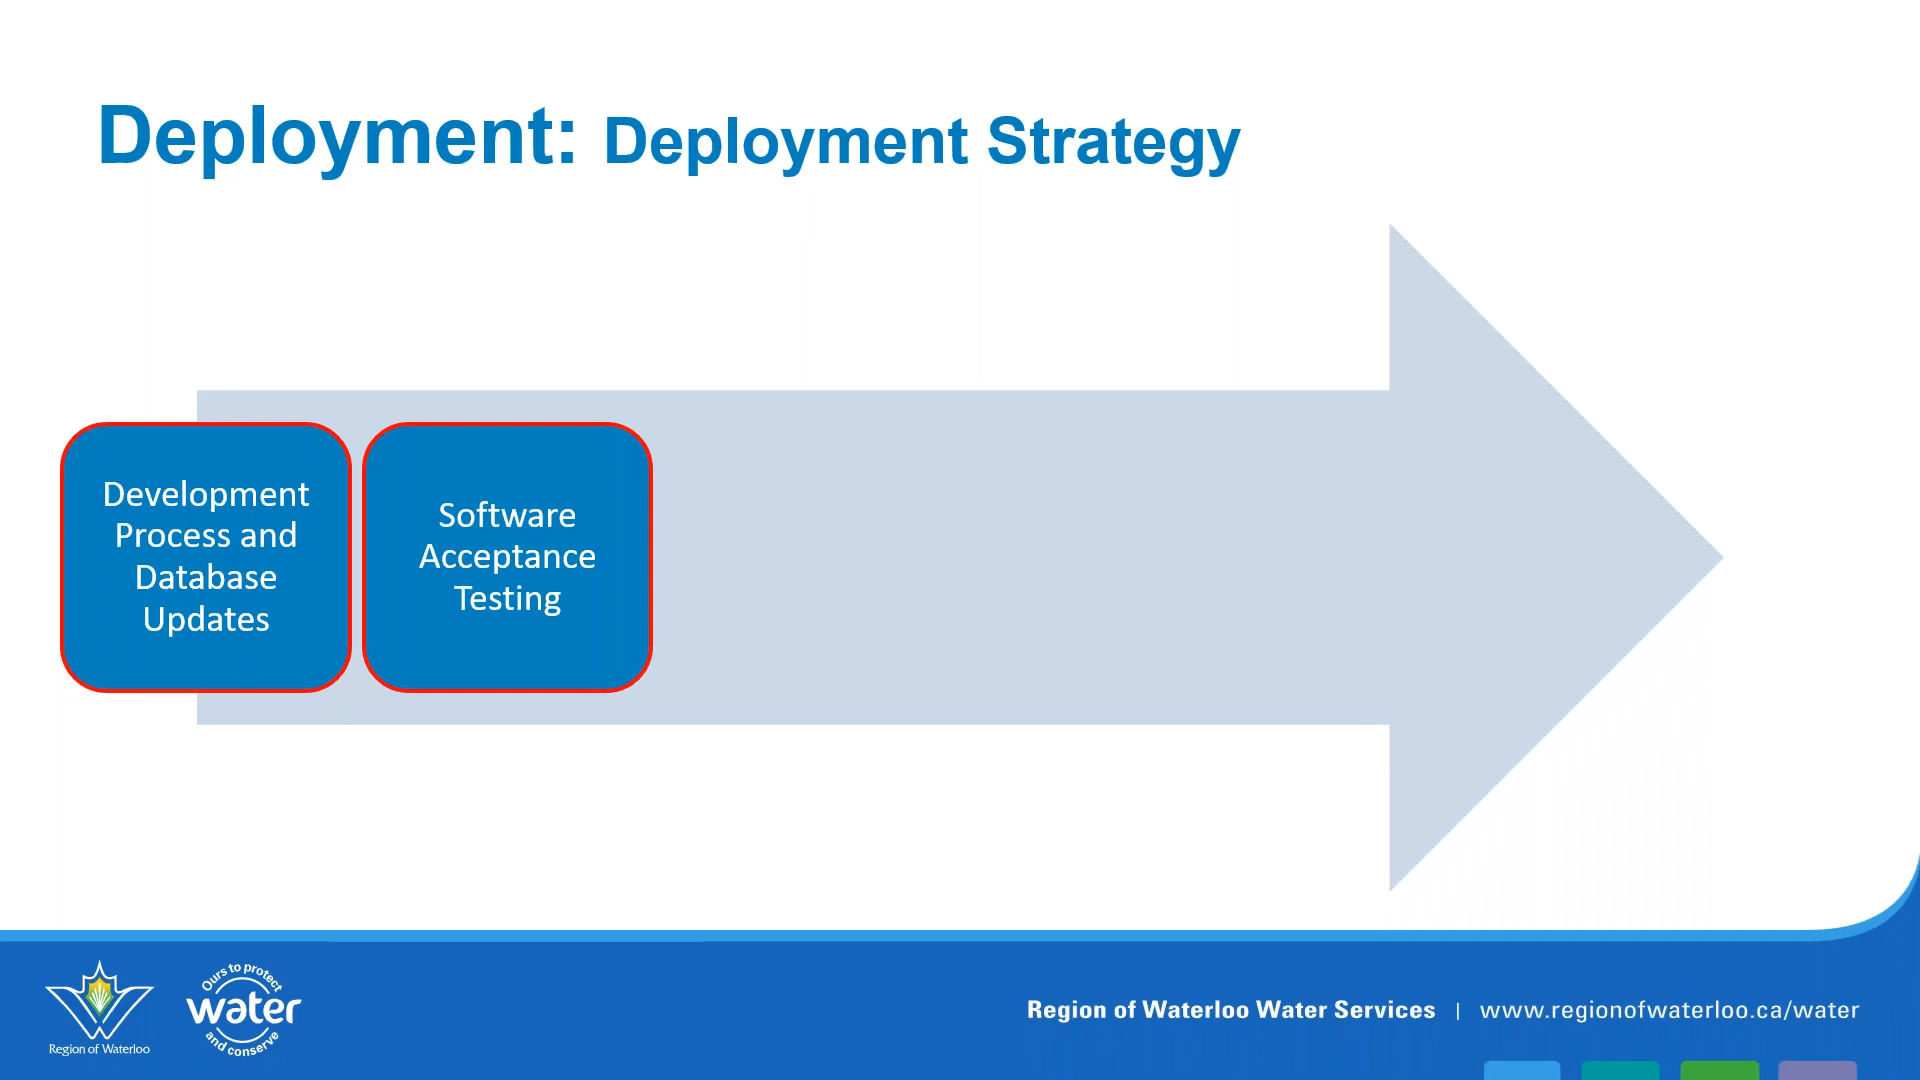 Deployment: Deployment Strategy
Development
Process and
Database
Updates
Software
Acceptance
Testing
Region of Waterloo
Ours to protect
water
and conserve
Region of Waterloo Water Services | www.regionofwaterloo.ca/water